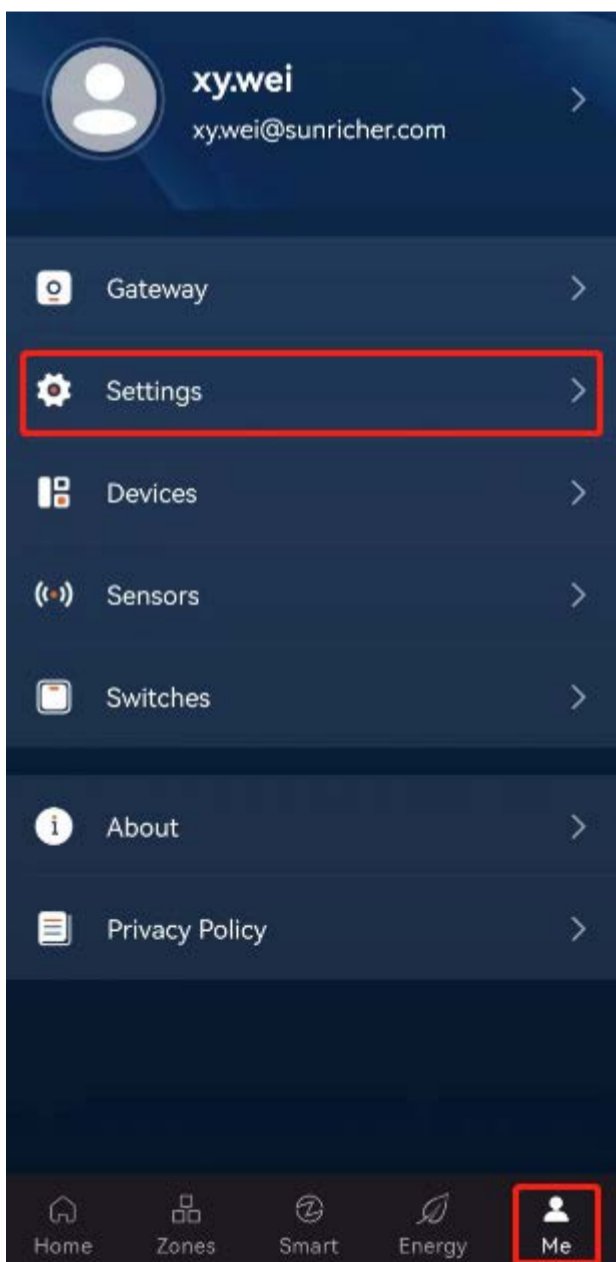 xy.wei
xy.wei@sunricher.com
Gateway
Settings
Devices
Sensors
Switches
About
Privacy Policy
Home Zones Smart Energy Me